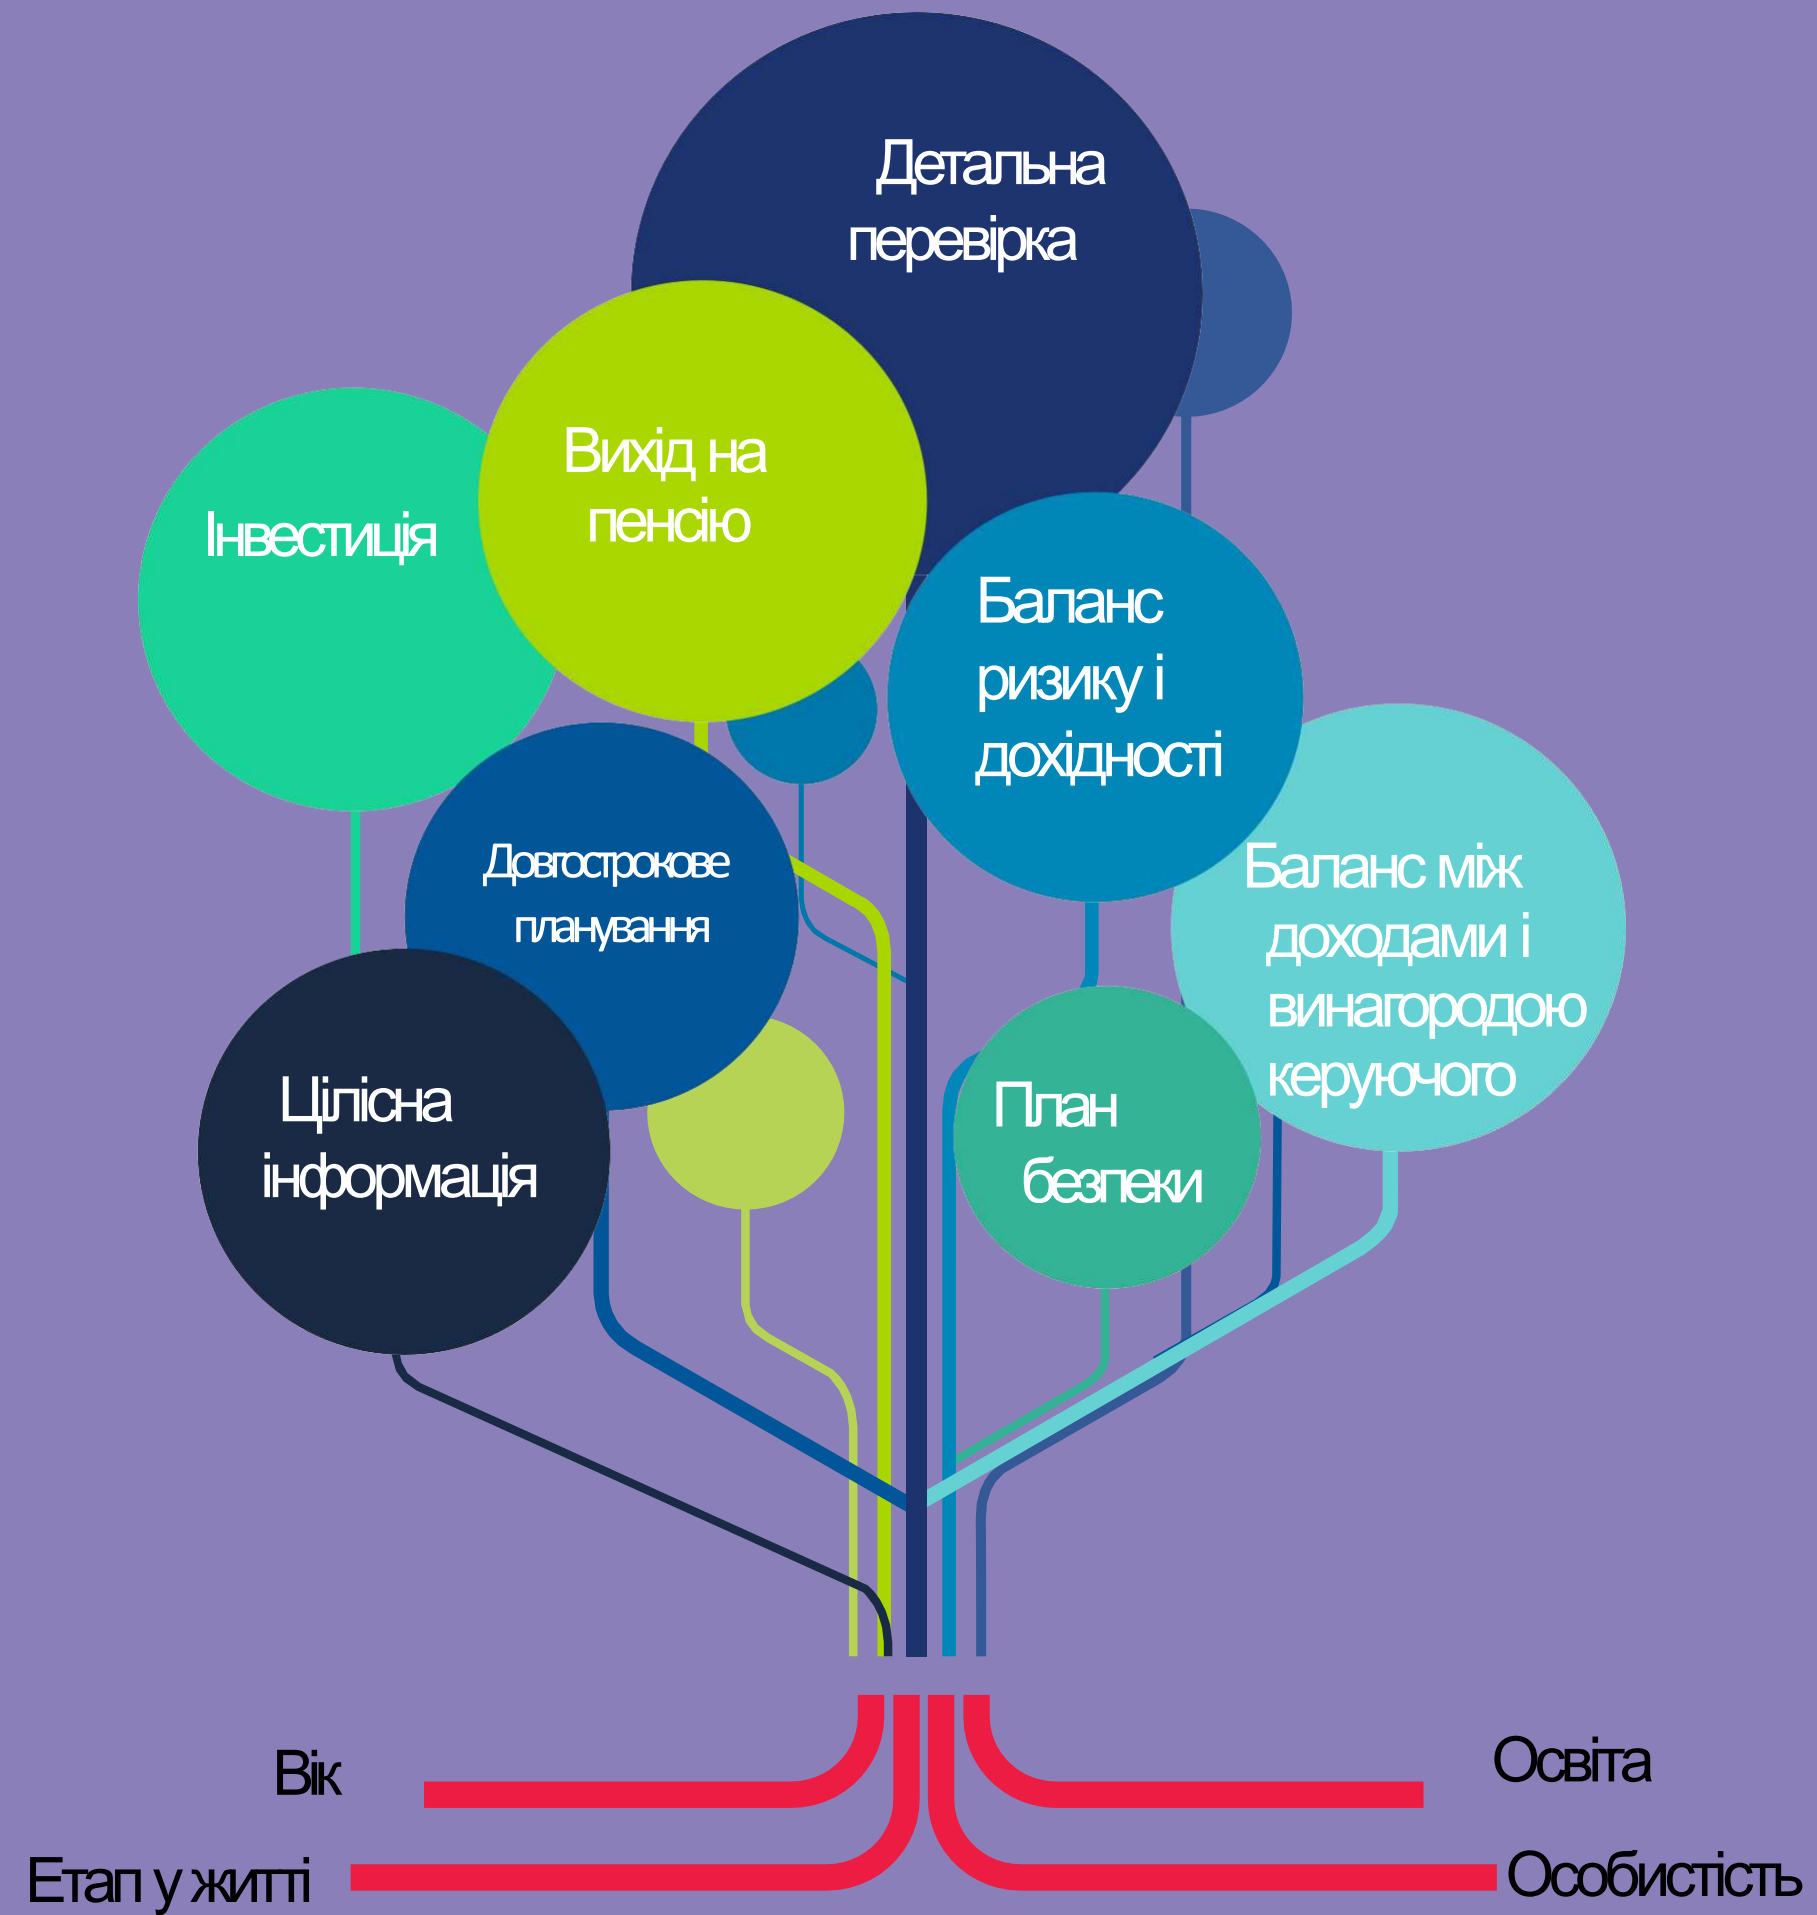 Детальна
перевірка
Вихід на
пенсію
Інвестиція
Баланс
ризику і
дохідності
Довгострокове
планування
Баланс між
доходами і
винагородою
керуючого
Цілісна
інформація
План
безпеки
Вік
Освіта
Етап у житті
Особистість